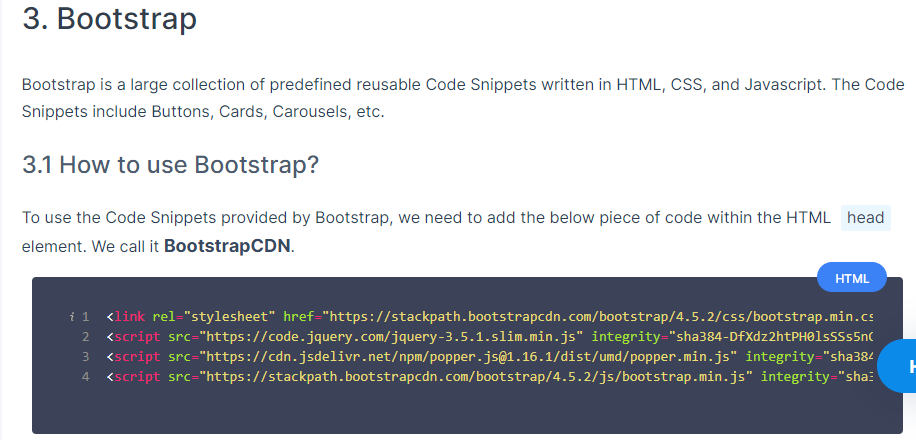 3. Bootstrap
Bootstrap is a large collection of predefined reusable Code Snippets written in HTML, CSS, and Javascript. The Code
Snippets include Buttons, Cards, Carousels, etc.
3.1 How to use Bootstrap?
To use the Code Snippets provided by Bootstrap, we need to add the below piece of code within the HTML head
element. We call it BootstrapCDN.
HTML
i 1 <link rel="stylesheet" href="https://stackpath.bootstrapcdn.com/bootstrap/4.5.2/css/bootstrap.min.cs
2 <script src="https://code.jquery.com/jquery-3.5.1.slim.min.js" integrity="sha384-DfXdz2htPH0lsSSs5n
3 <script src="https://cdn.jsdelivr.net/npm/popper.js@1.16.1/dist/umd/popper.min.js" integrity="sha384
4 <script src="https://stackpath.bootstrapcdn.com/bootstrap/4.5.2/js/bootstrap.min.js" integrity="sha